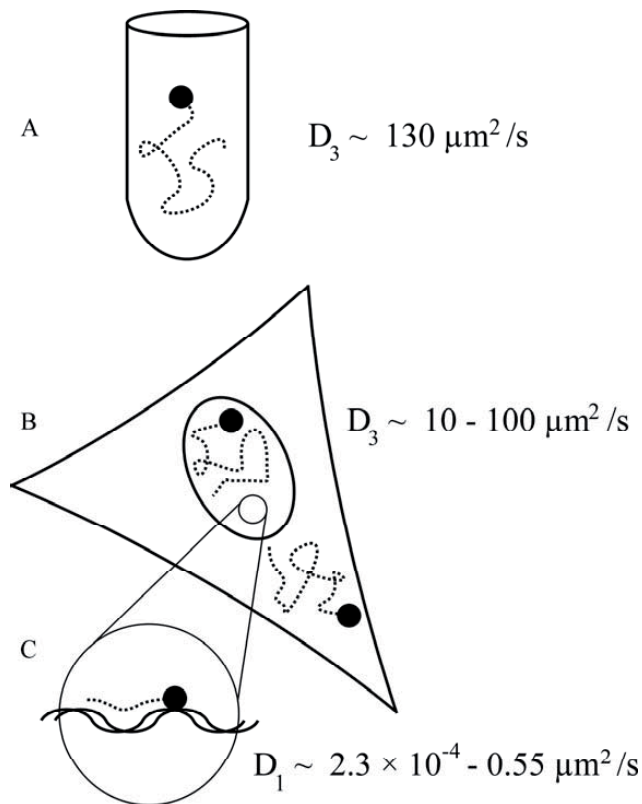 A
D₃ ~ 130 µm²/s
B
D₃ ~ 10 - 100 µm²/s
C
D₁ ~ 2.3 × 10⁻⁴ - 0.55 µm²/s